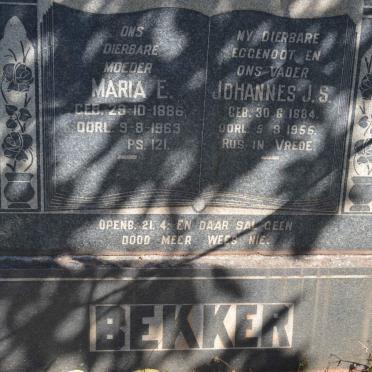 ONS
DIERBARE
MOEDER
MARIA E.
GEB. 29-10-1886
OORL. 9-8-1963
PS. 121.
MY DIERBARE
EGGENOOT EN
ONS VADER
JOHANNES J.S.
GEB. 30 6 1884
OORL. 5 9 1955
RUS IN VREDE.
OPENB. 21. 4: EN DAAR SAL GEEN
DOOD MEER WEES NIE.
BEKKER